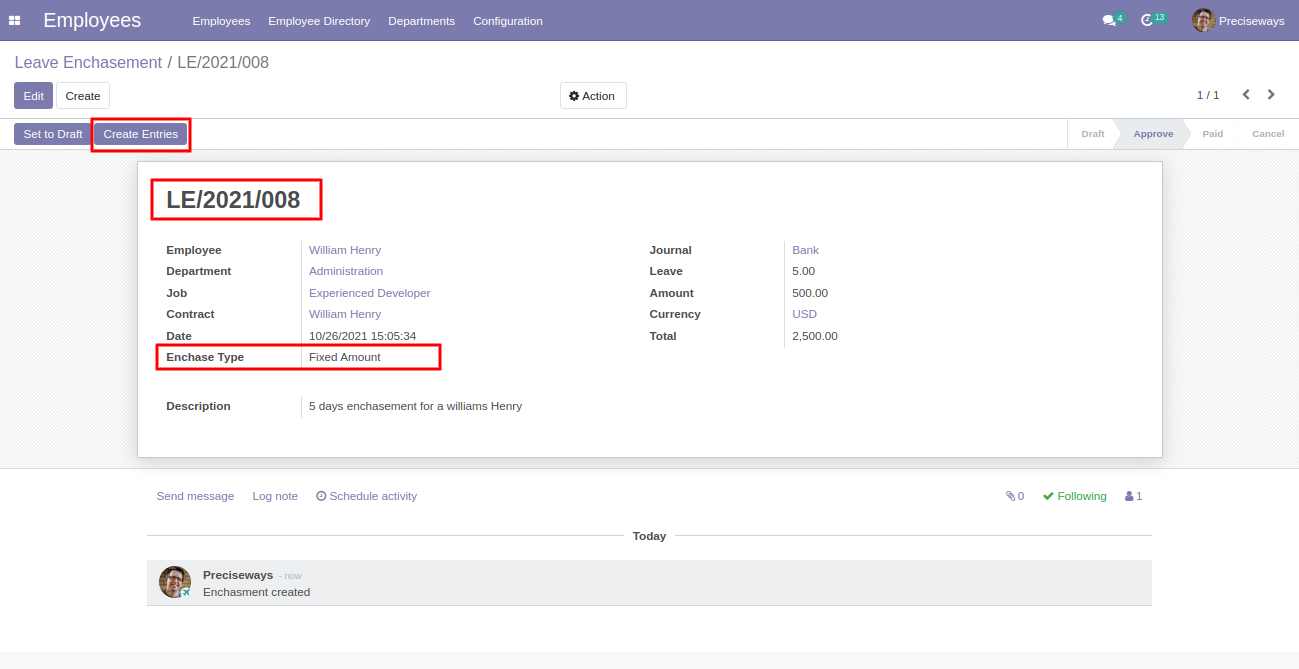 Employees Employees Employee Directory Departments Configuration 4 13 Preciseways
Leave Enchasement / LE/2021/008
Edit Create Action 1 / 1
Set to Draft Create Entries Draft Approve Paid Cancel
LE/2021/008
Employee William Henry
Department Administration
Job Experienced Developer
Contract William Henry
Date 10/26/2021 15:05:34
Enchase Type Fixed Amount
Journal Bank
Leave 5.00
Amount 500.00
Currency USD
Total 2,500.00
Description 5 days enchasement for a williams Henry
Send message Log note Schedule activity 0 Following 1
Today
Preciseways - now
Enchasment created